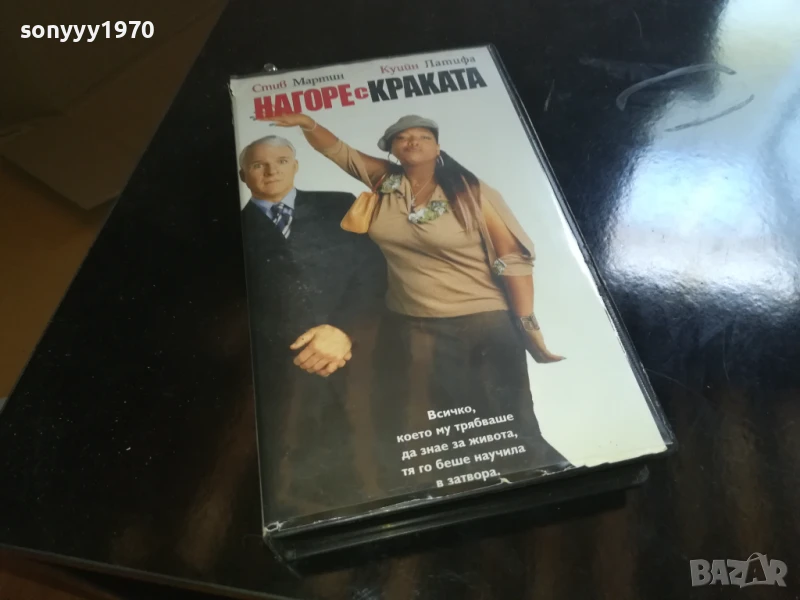 sonyyy1970
Стив Мартин Куийн Латифа
НАГОРЕ с КРАКАТА
Всичко,
което му трябваше
да знае за живота,
тя го беше научила
в затвора.
BAZAR